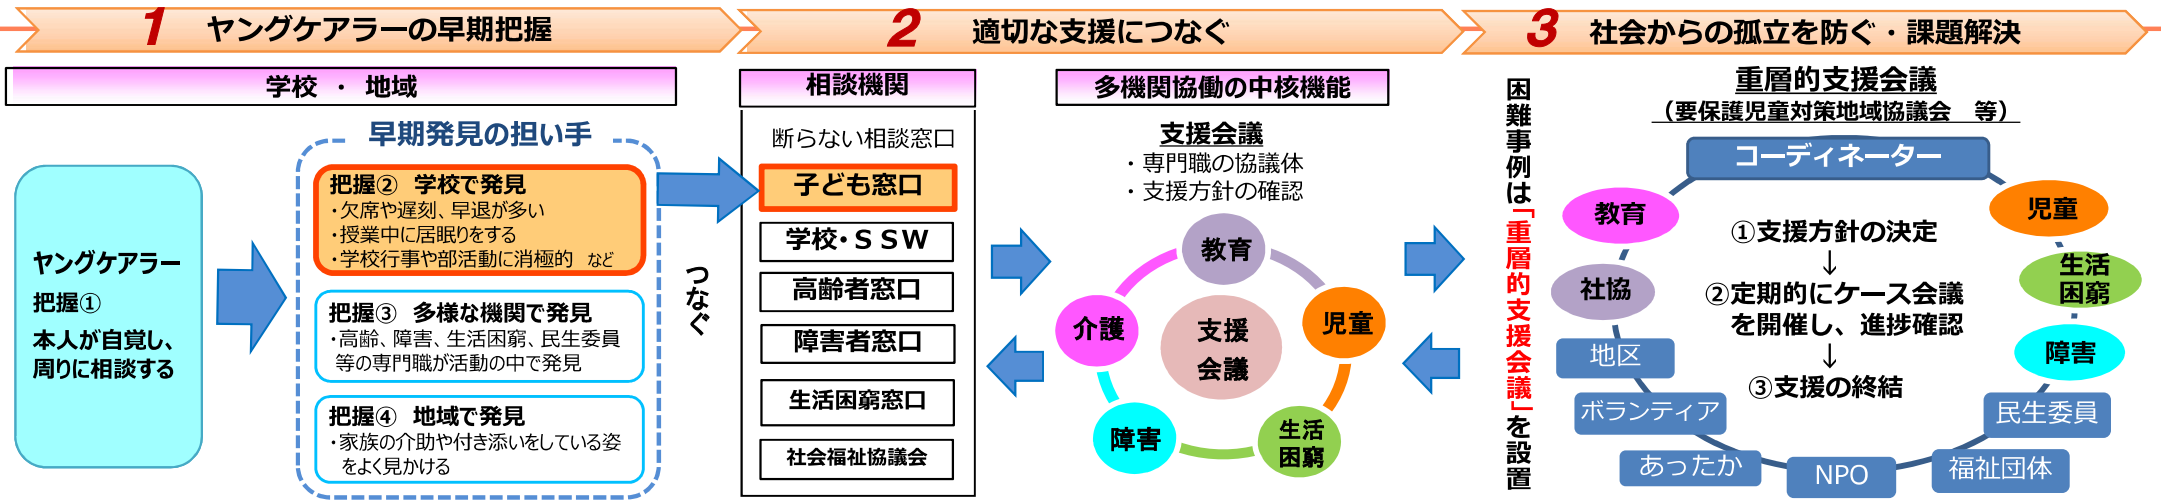 1 ヤングケアラーの早期把握
2 適切な支援につなぐ
3 社会からの孤立を防ぐ・課題解決
学校 ・ 地域
早期発見の担い手
ヤングケアラー
把握①
本人が自覚し、
周りに相談する
把握② 学校で発見
・欠席や遅刻、早退が多い
・授業中に居眠りをする
・学校行事や部活動に消極的 など
把握③ 多様な機関で発見
・高齢、障害、生活困窮、民生委員
等の専門職が活動の中で発見
把握④ 地域で発見
・家族の介助や付き添いをしている姿
をよく見かける
つなぐ
相談機関
断らない相談窓口
子ども窓口
学校・ＳＳＷ
高齢者窓口
障害者窓口
生活困窮窓口
社会福祉協議会
多機関協働の中核機能
支援会議
・専門職の協議体
・支援方針の確認
教育
介護
児童
支援
会議
障害
生活
困窮
困難事例は「重層的支援会議」を設置
重層的支援会議
（要保護児童対策地域協議会 等）
コーディネーター
教育
児童
社協
生活
困窮
障害
地区
ボランティア
民生委員
あったか
NPO
福祉団体
①支援方針の決定
↓
②定期的にケース会議
を開催し、進捗確認
↓
③支援の終結